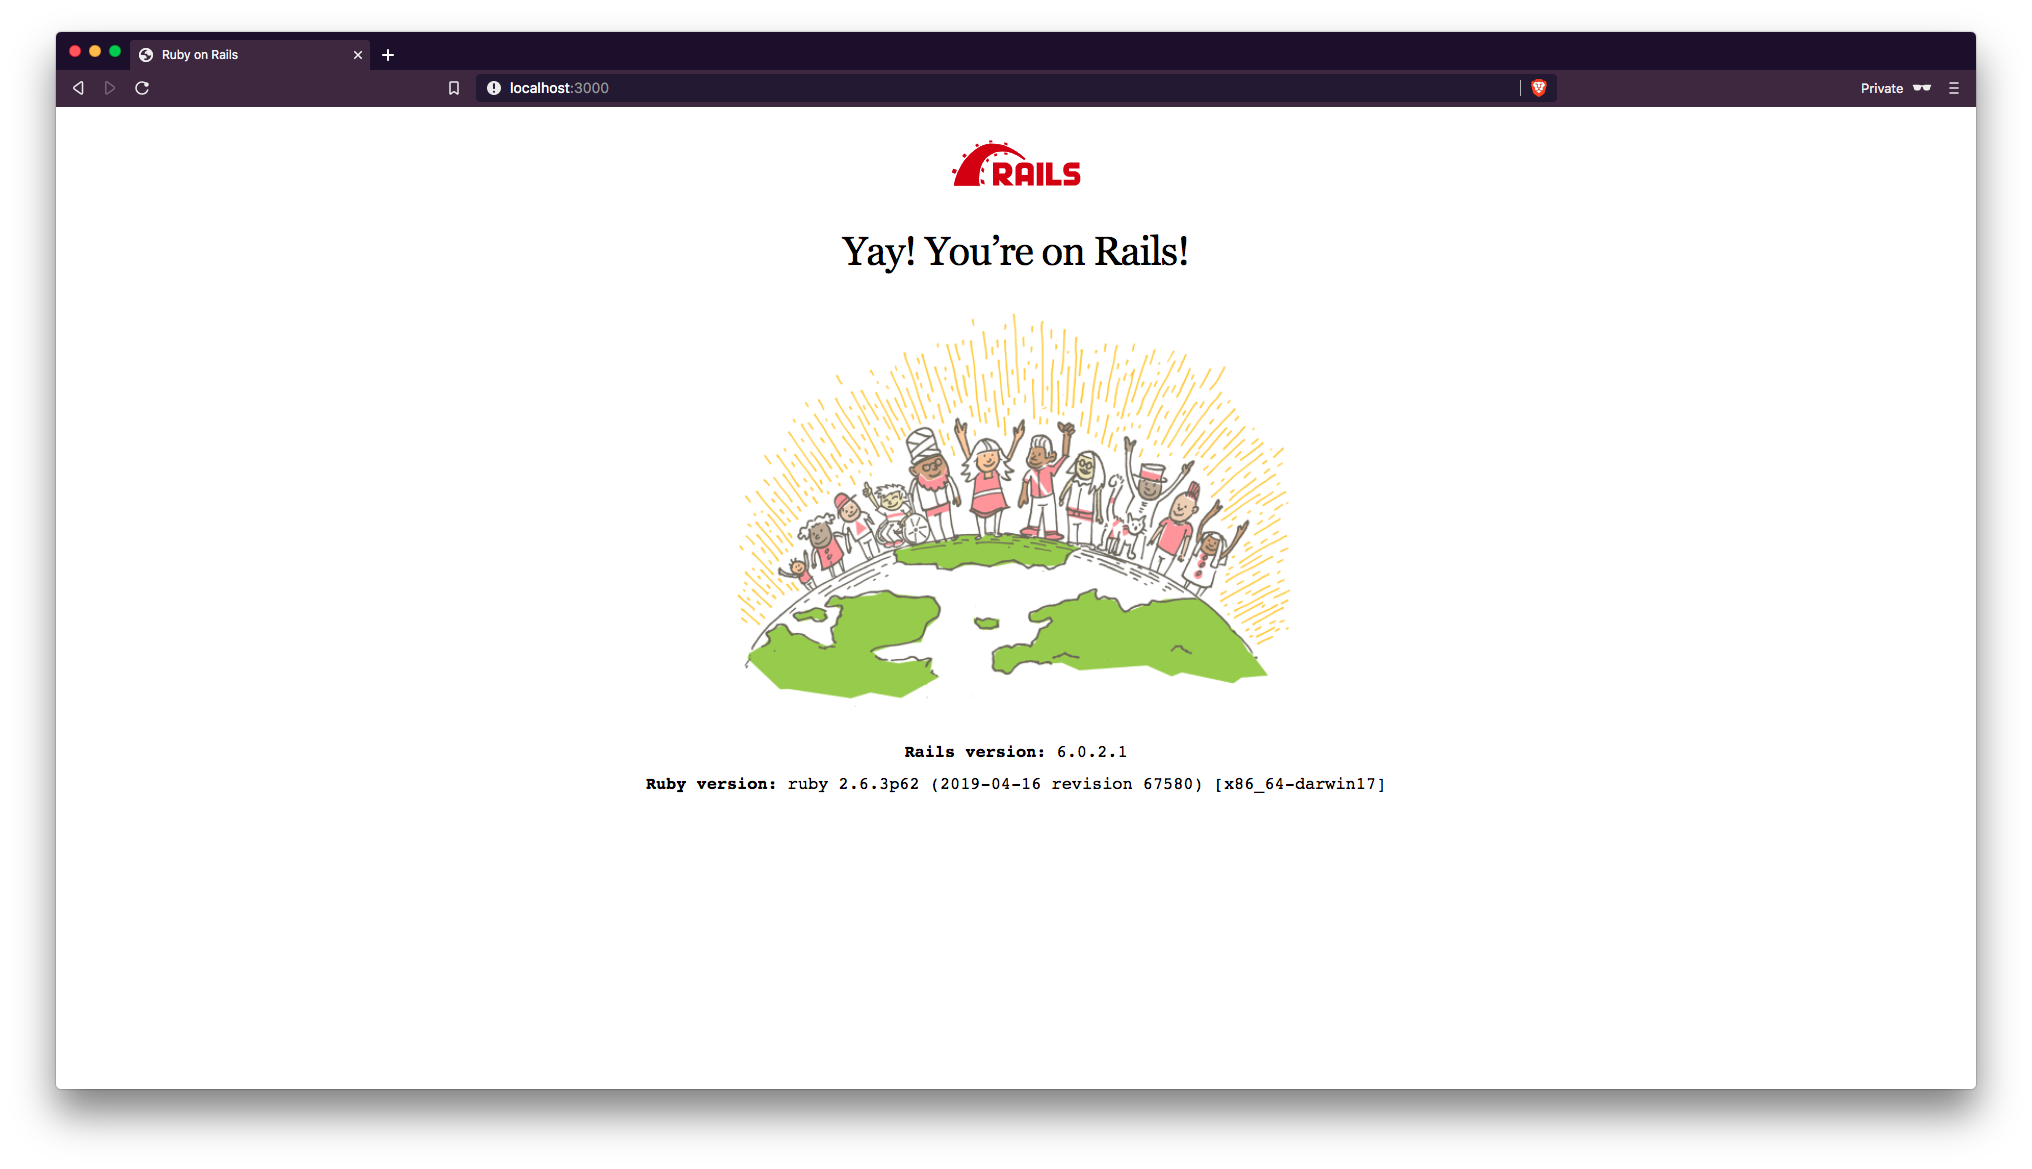 Ruby on Rails
localhost:3000
Private
RAILS
Yay! You’re on Rails!
Rails version: 6.0.2.1
Ruby version: ruby 2.6.3p62 (2019-04-16 revision 67580) [x86_64-darwin17]